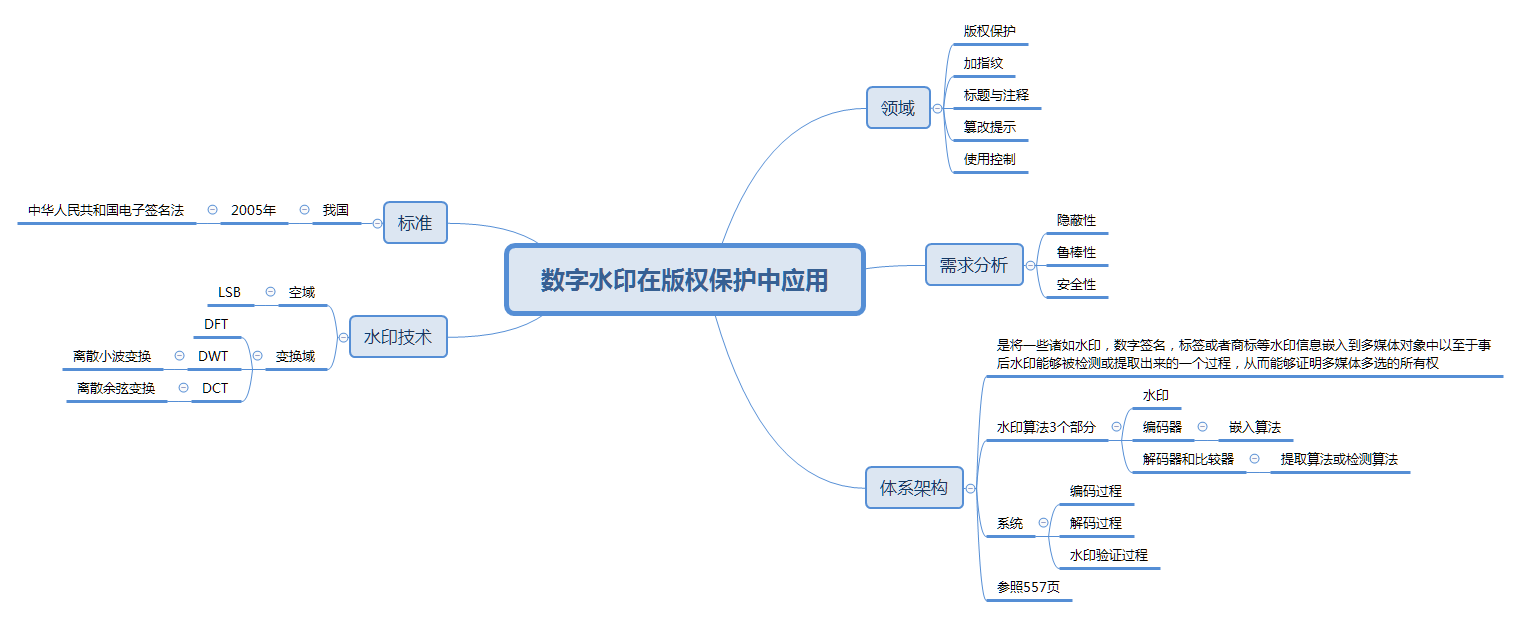 数字水印在版权保护中应用
领域
版权保护
加指纹
标题与注释
篡改提示
使用控制
需求分析
隐蔽性
鲁棒性
安全性
体系架构
是将一些诸如水印，数字签名，标签或者商标等水印信息嵌入到多媒体对象中以至于事
后水印能够被检测或提取出来的一个过程，从而能够证明多媒体多选的所有权
水印算法3个部分
水印
编码器
嵌入算法
解码器和比较器
提取算法或检测算法
系统
编码过程
解码过程
水印验证过程
参照557页
标准
我国
2005年
中华人民共和国电子签名法
水印技术
空域
LSB
变换域
DFT
DWT
离散小波变换
DCT
离散余弦变换